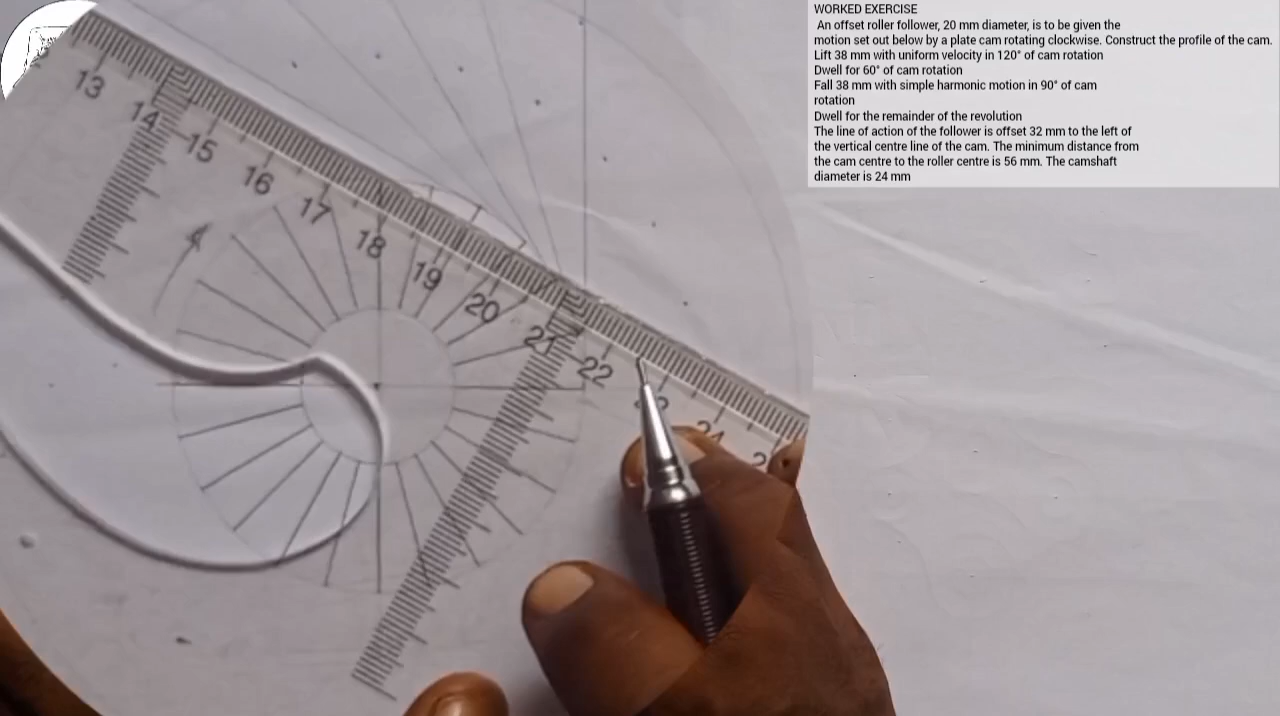 WORKED EXERCISE
An offset roller follower, 20 mm diameter, is to be given the
motion set out below by a plate cam rotating clockwise. Construct the profile of the cam.
Lift 38 mm with uniform velocity in 120° of cam rotation
Dwell for 60° of cam rotation
Fall 38 mm with simple harmonic motion in 90° of cam
rotation
Dwell for the remainder of the revolution
The line of action of the follower is offset 32 mm to the left of
the vertical centre line of the cam. The minimum distance from
the cam centre to the roller centre is 56 mm. The camshaft
diameter is 24 mm
13
14
15
16
17
18
19
20
21
22
23
24